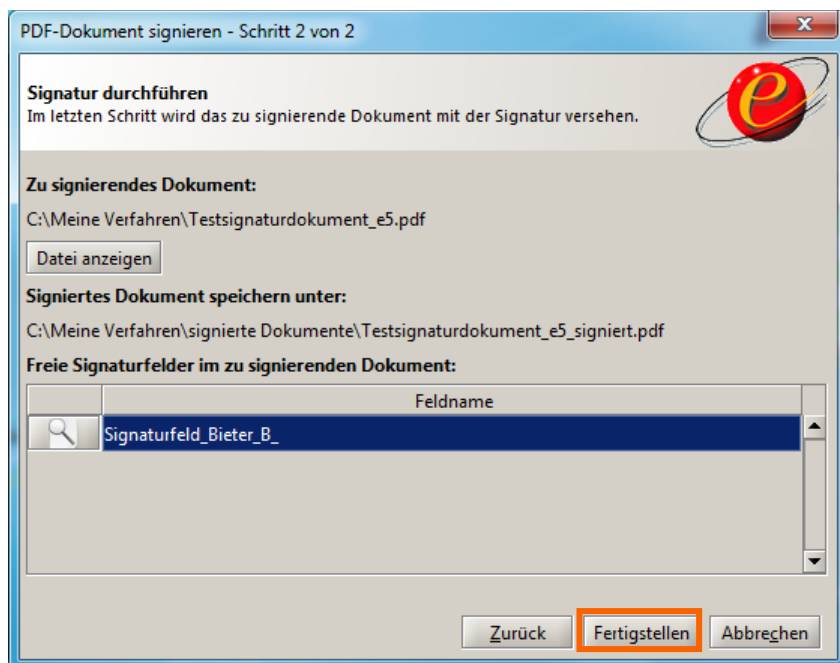 PDF-Dokument signieren - Schritt 2 von 2
x
Signatur durchführen
Im letzten Schritt wird das zu signierende Dokument mit der Signatur versehen.
e
Zu signierendes Dokument:
C:\Meine Verfahren\Testsignaturdokument_e5.pdf
Datei anzeigen
Signiertes Dokument speichern unter:
C:\Meine Verfahren\signierte Dokumente\Testsignaturdokument_e5_signiert.pdf
Freie Signaturfelder im zu signierenden Dokument:
Feldname
Signaturfeld_Bieter_B_
Zurück Fertigstellen Abbrechen